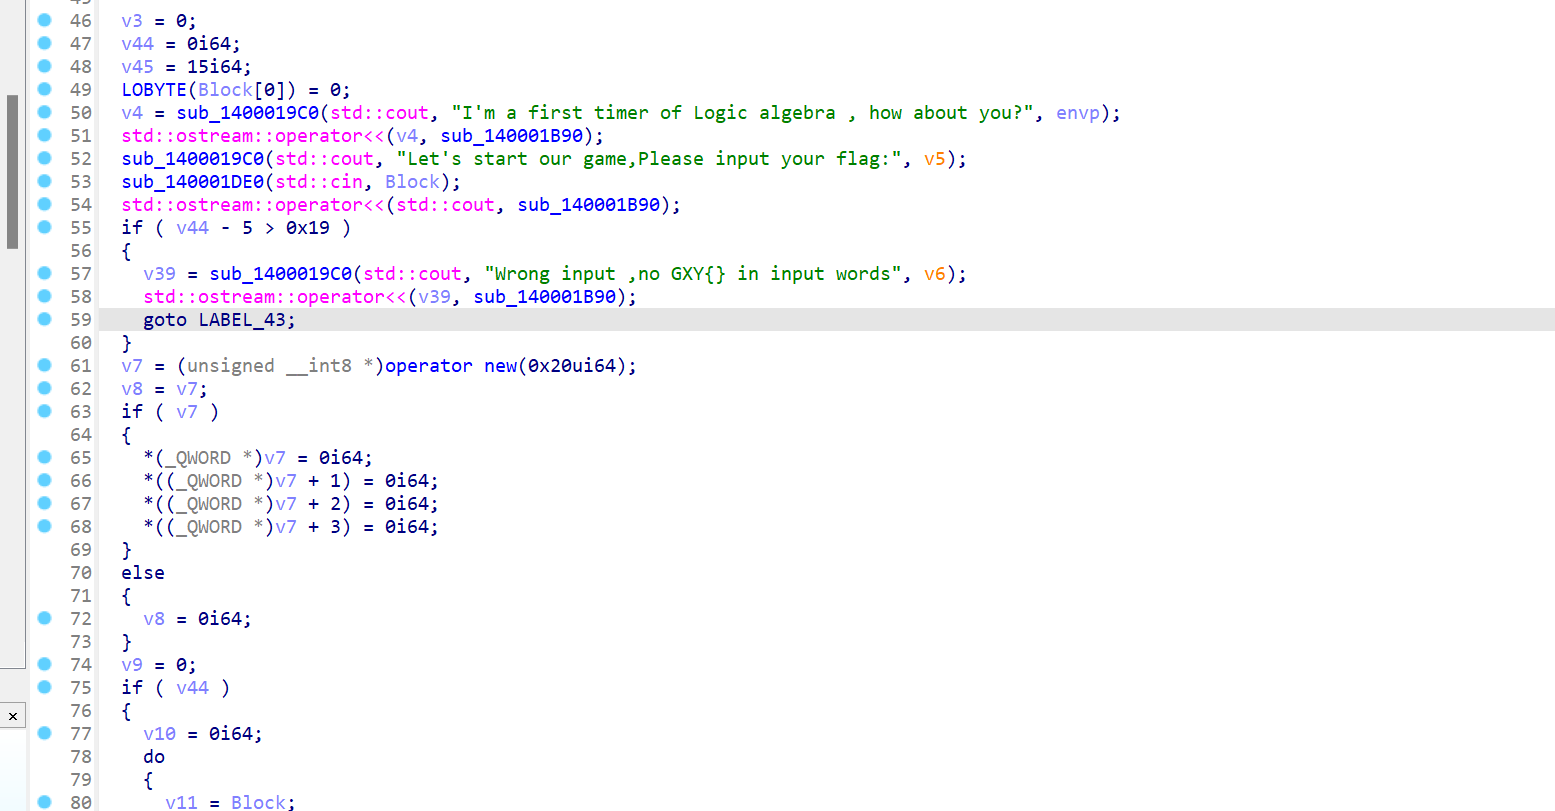 46 v3 = 0;
47 v44 = 0i64;
48 v45 = 15i64;
49 LOBYTE(Block[0]) = 0;
50 v4 = sub_1400019C0(std::cout, "I'm a first timer of Logic algebra , how about you?", envp);
51 std::ostream::operator<<(v4, sub_140001B90);
52 sub_1400019C0(std::cout, "Let's start our game,Please input your flag:", v5);
53 sub_140001DE0(std::cin, Block);
54 std::ostream::operator<<(std::cout, sub_140001B90);
55 if ( v44 - 5 > 0x19 )
56 {
57 v39 = sub_1400019C0(std::cout, "Wrong input ,no GXY{} in input words", v6);
58 std::ostream::operator<<(v39, sub_140001B90);
59 goto LABEL_43;
60 }
61 v7 = (unsigned __int8 *)operator new(0x20ui64);
62 v8 = v7;
63 if ( v7 )
64 {
65 *(_QWORD *)v7 = 0i64;
66 *((_QWORD *)v7 + 1) = 0i64;
67 *((_QWORD *)v7 + 2) = 0i64;
68 *((_QWORD *)v7 + 3) = 0i64;
69 }
70 else
71 {
72 v8 = 0i64;
73 }
74 v9 = 0;
75 if ( v44 )
76 {
77 v10 = 0i64;
78 do
79 {
80 v11 = Block;